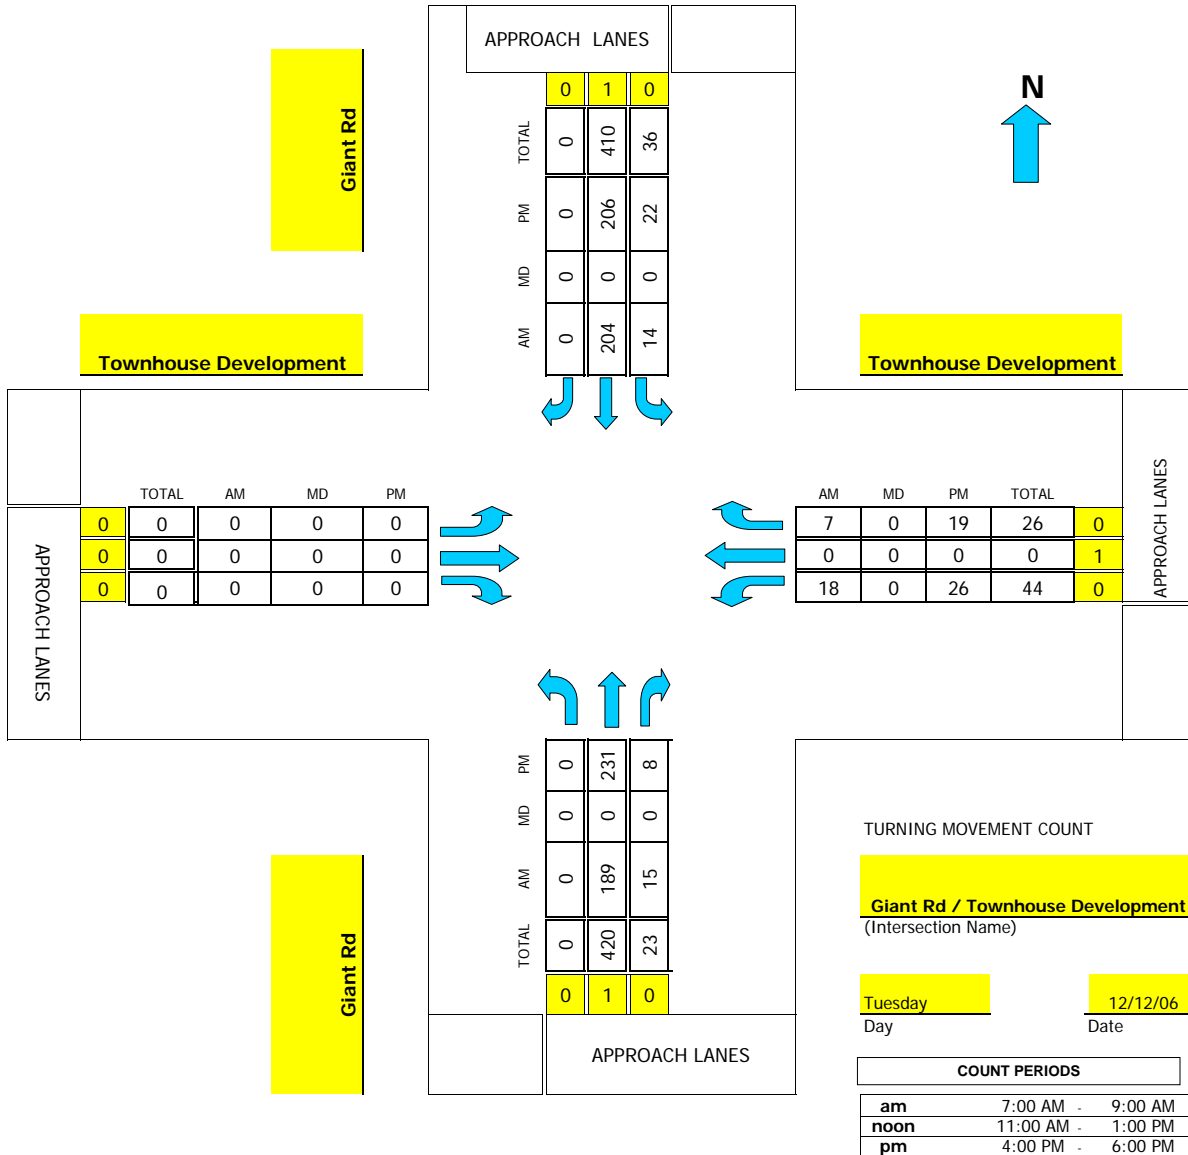 APPROACH LANES
0 1 0
N
Giant Rd
TOTAL 0 410 36
PM 0 206 22
MD 0 0 0
AM 0 204 14
Townhouse Development
Townhouse Development
APPROACH LANES
TOTAL AM MD PM
0 0 0 0 0
0 0 0 0 0
0 0 0 0 0
AM MD PM TOTAL
7 0 19 26 0
0 0 0 0 1
18 0 26 44 0
APPROACH LANES
PM 0 231 8
MD 0 0 0
AM 0 189 15
TOTAL 0 420 23
0 1 0
APPROACH LANES
Giant Rd
TURNING MOVEMENT COUNT
Giant Rd / Townhouse Development
(Intersection Name)
Tuesday 12/12/06
Day Date
COUNT PERIODS
am 7:00 AM - 9:00 AM
noon 11:00 AM - 1:00 PM
pm 4:00 PM - 6:00 PM